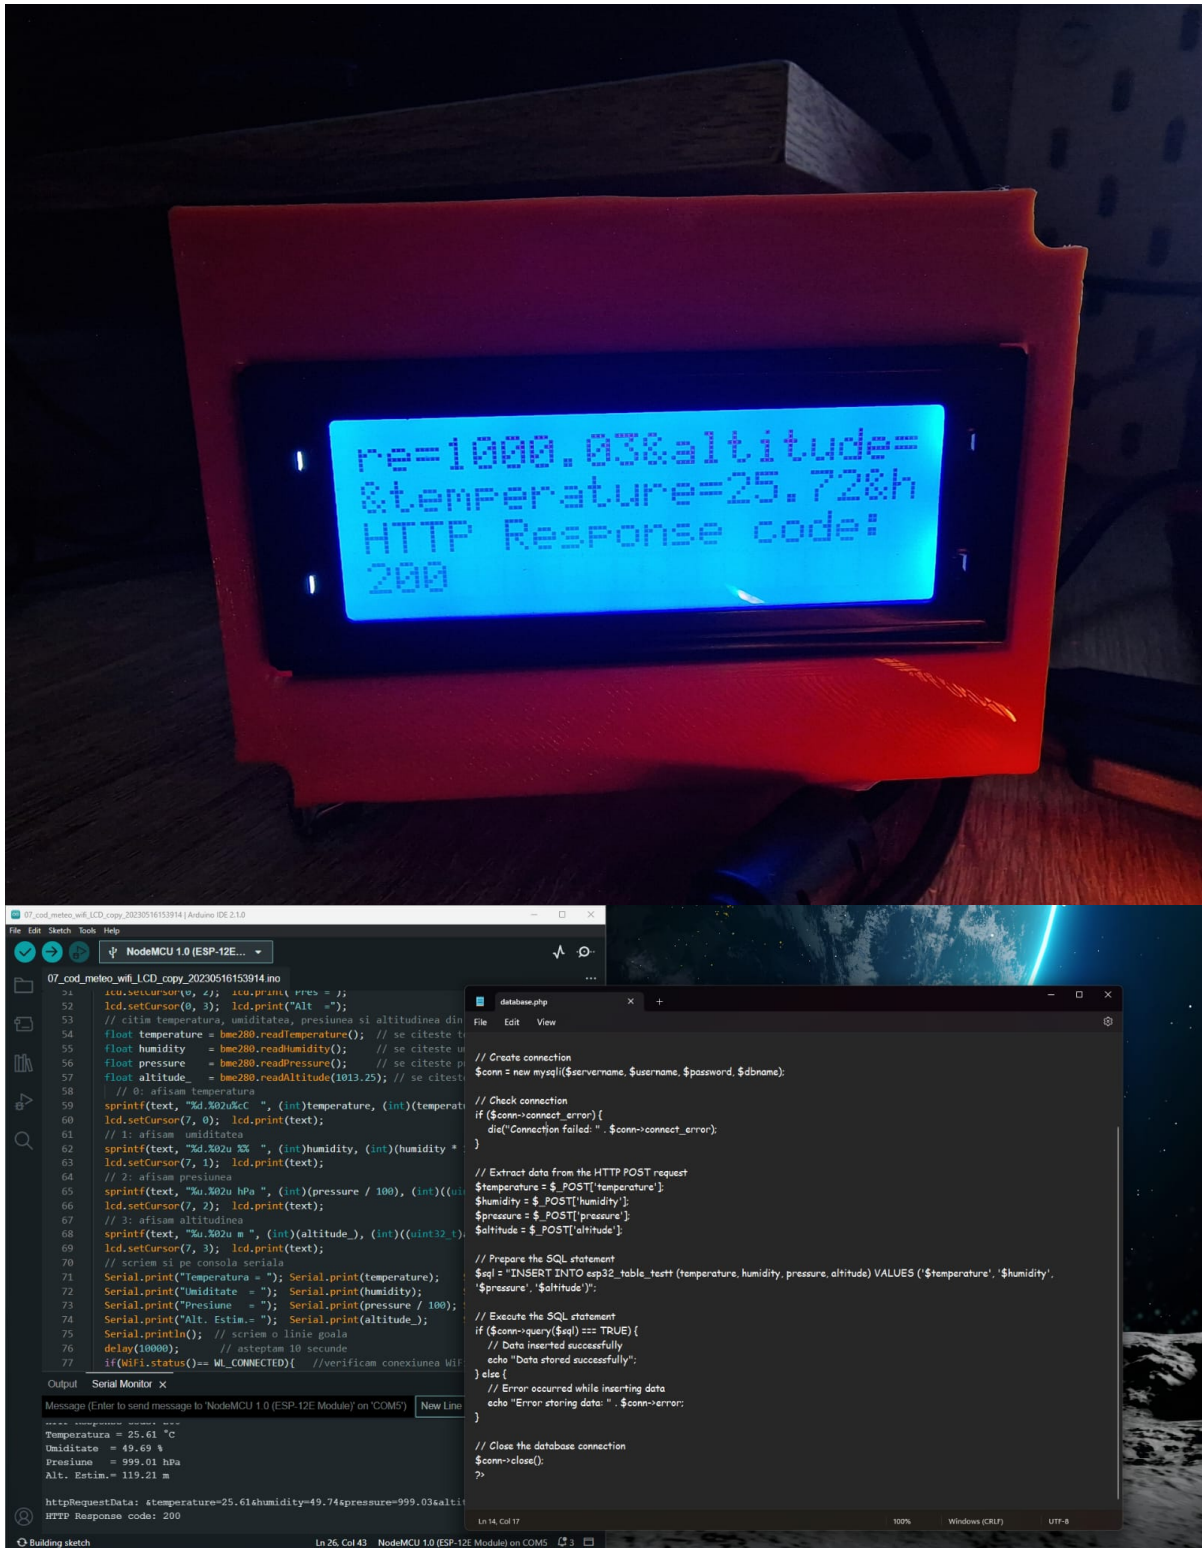 re=1000.03&altitude=
&temperature=25.72&h
HTTP Response code:
200
07_cod_meteo_wifi_LCD_copy_20230516153914 | Arduino IDE 2.1.0
File Edit Sketch Tools Help
NodeMCU 1.0 (ESP-12E...
07_cod_meteo_wifi_LCD_copy_20230516153914.ino
51 lcd.setCursor(0, 2); lcd.print("Pres =");
52 lcd.setCursor(0, 3); lcd.print("Alt =");
53 // citim temperatura, umiditatea, presiunea si altitudinea din
54 float temperature = bme280.readTemperature(); // se citeste
55 float humidity = bme280.readHumidity(); // se citeste
56 float pressure = bme280.readPressure(); // se citeste
57 float altitude_ = bme280.readAltitude(1013.25); // se citeste
58 // 0: afisam temperatura
59 sprintf(text, "%d.%02u%cC ", (int)temperature, (int)(temperatu
60 lcd.setCursor(7, 0); lcd.print(text);
61 // 1: afisam umiditatea
62 sprintf(text, "%d.%02u %% ", (int)humidity, (int)(humidity *
63 lcd.setCursor(7, 1); lcd.print(text);
64 // 2: afisam presiunea
65 sprintf(text, "%u.%02u hPa ", (int)(pressure / 100), (int)((ui
66 lcd.setCursor(7, 2); lcd.print(text);
67 // 3: afisam altitudinea
68 sprintf(text, "%u.%02u m ", (int)(altitude_), (int)((uint32_t)
69 lcd.setCursor(7, 3); lcd.print(text);
70 // scriem si pe consola seriala
71 Serial.print("Temperatura = "); Serial.print(temperature);
72 Serial.print("Umiditate = "); Serial.print(humidity);
73 Serial.print("Presiune = "); Serial.print(pressure / 100);
74 Serial.print("Alt. Estim.= "); Serial.print(altitude_);
75 Serial.println(); // scriem o linie goala
76 delay(10000); // asteptam 10 secunde
77 if(WiFi.status()== WL_CONNECTED){ //verificam conexiunea WiF
Output Serial Monitor
Message (Enter to send message to 'NodeMCU 1.0 (ESP-12E Module)' on 'COM5') New Line
Temperatura = 25.61 °C
Umiditate = 49.69 %
Presiune = 999.01 hPa
Alt. Estim.= 119.21 m
httpRequestData: &temperature=25.61&humidity=49.74&pressure=999.03&alti
HTTP Response code: 200
Building sketch Ln 26, Col 43 NodeMCU 1.0 (ESP-12E Module) on COM5 3
database.php
File Edit View
// Create connection
$conn = new mysqli($servername, $username, $password, $dbname);
// Check connection
if ($conn->connect_error) {
die("Connection failed: " . $conn->connect_error);
}
// Extract data from the HTTP POST request
$temperature = $_POST['temperature'];
$humidity = $_POST['humidity'];
$pressure = $_POST['pressure'];
$altitude = $_POST['altitude'];
// Prepare the SQL statement
$sql = "INSERT INTO esp32_table_testt (temperature, humidity, pressure, altitude) VALUES ('$temperature', '$humidity',
'$pressure', '$altitude')";
// Execute the SQL statement
if ($conn->query($sql) === TRUE) {
// Data inserted successfully
echo "Data stored successfully";
} else {
// Error occurred while inserting data
echo "Error storing data: " . $conn->error;
}
// Close the database connection
$conn->close();
?>
Ln 14, Col 17 100% Windows (CRLF) UTF-8